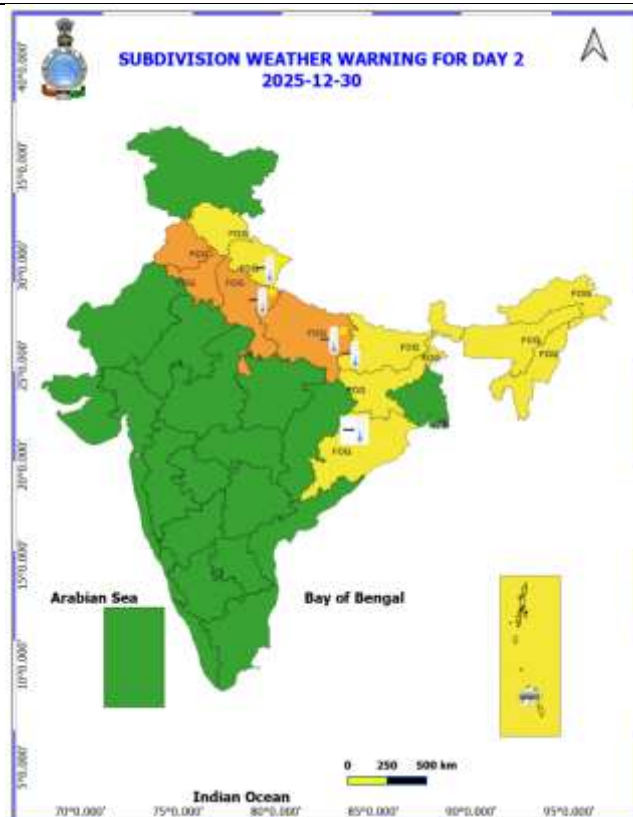 SUBDIVISION WEATHER WARNING FOR DAY 2
2025-12-30
40°0.000'
35°0.000'
30°0.000'
25°0.000'
20°0.000'
15°0.000'
10°0.000'
5°0.000'
FOG
FOG
FOG
FOG
FOG
FOG
FOG
FOG
FOG
FOG
FOG
FOG
FOG
Arabian Sea
Bay of Bengal
0 250 500 km
Indian Ocean
70°0.000' 75°0.000' 80°0.000' 85°0.000' 90°0.000' 95°0.000'